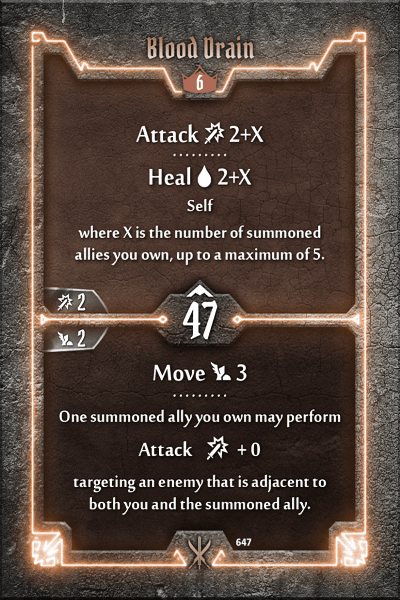 Blood Drain
6
Attack 2+X
Heal 2+X
Self
where X is the number of summoned
allies you own, up to a maximum of 5.
2
47
2
Move 3
One summoned ally you own may perform
Attack +0
targeting an enemy that is adjacent to
both you and the summoned ally.
647